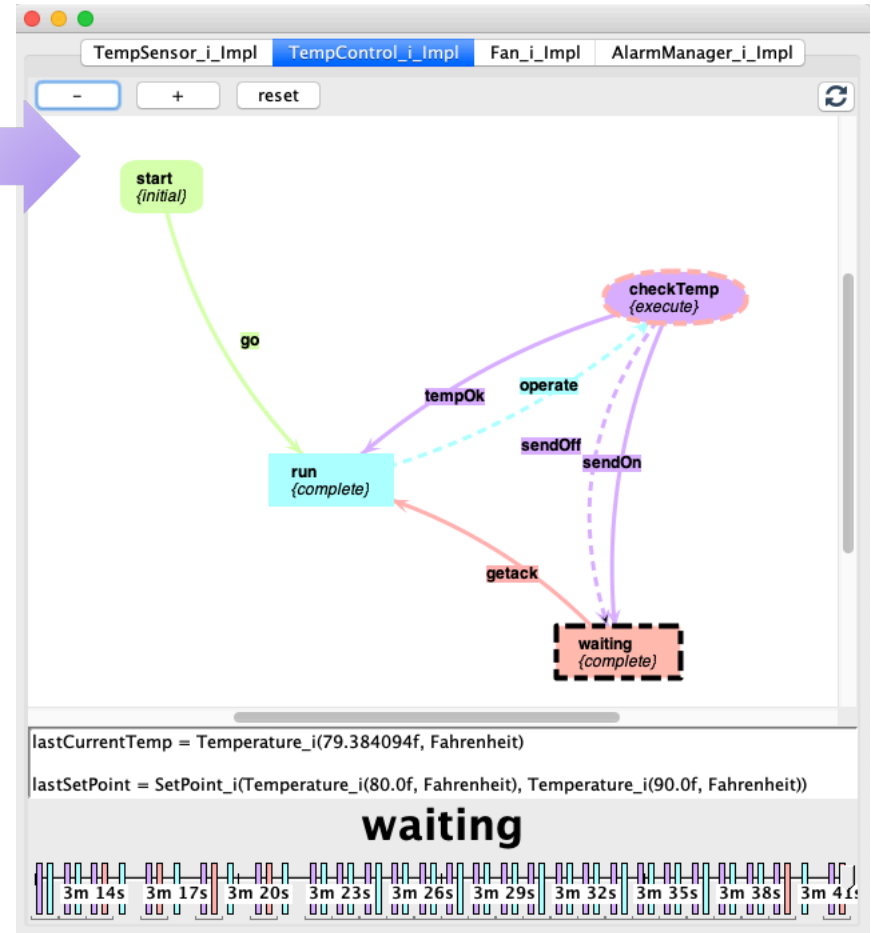 TempSensor_i_Impl TempControl_i_Impl Fan_i_Impl AlarmManager_i_Impl
- + reset
start
{initial}
checkTemp
{execute}
go
tempOk
operate
sendOff
sendOn
run
{complete}
getack
waiting
{complete}
lastCurrentTemp = Temperature_i(79.384094f, Fahrenheit)
lastSetPoint = SetPoint_i(Temperature_i(80.0f, Fahrenheit), Temperature_i(90.0f, Fahrenheit))
waiting
3m 14s 3m 17s 3m 20s 3m 23s 3m 26s 3m 29s 3m 32s 3m 35s 3m 38s 3m 41s